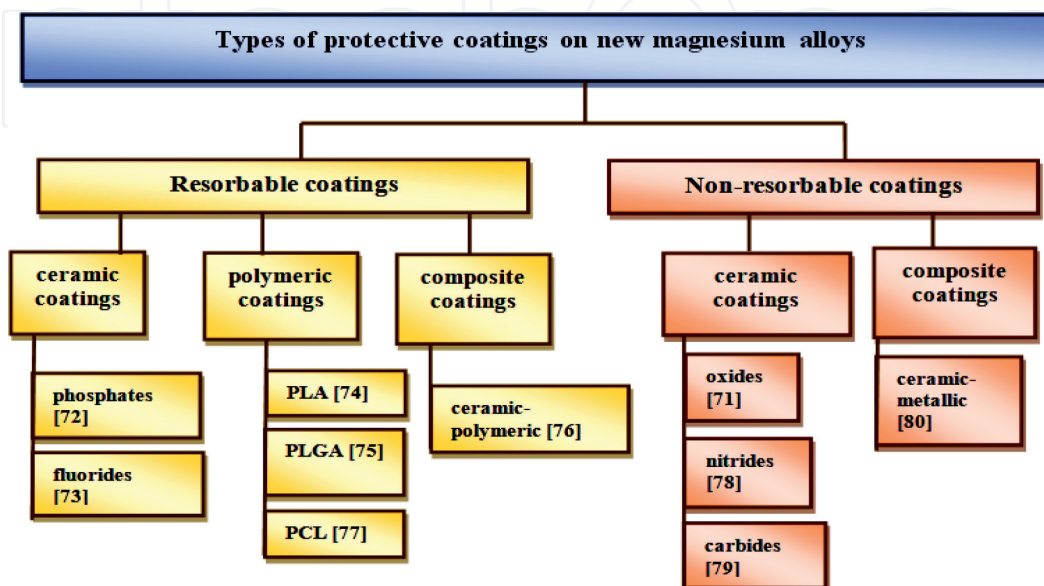 Types of protective coatings on new magnesium alloys
Resorbable coatings
Non-resorbable coatings
ceramic
coatings
polymeric
coatings
composite
coatings
ceramic
coatings
composite
coatings
phosphates
[72]
fluorides
[73]
PLA [74]
PLGA [75]
PCL [77]
ceramic-
polymeric [76]
oxides
[71]
nitrides
[78]
carbides
[79]
ceramic-
metallic
[80]